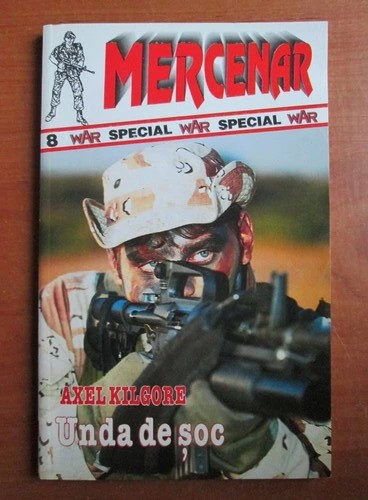 MERCENAR
8 WAR SPECIAL WAR SPECIAL WAR
AXEL KILGORE
Unda de șoc